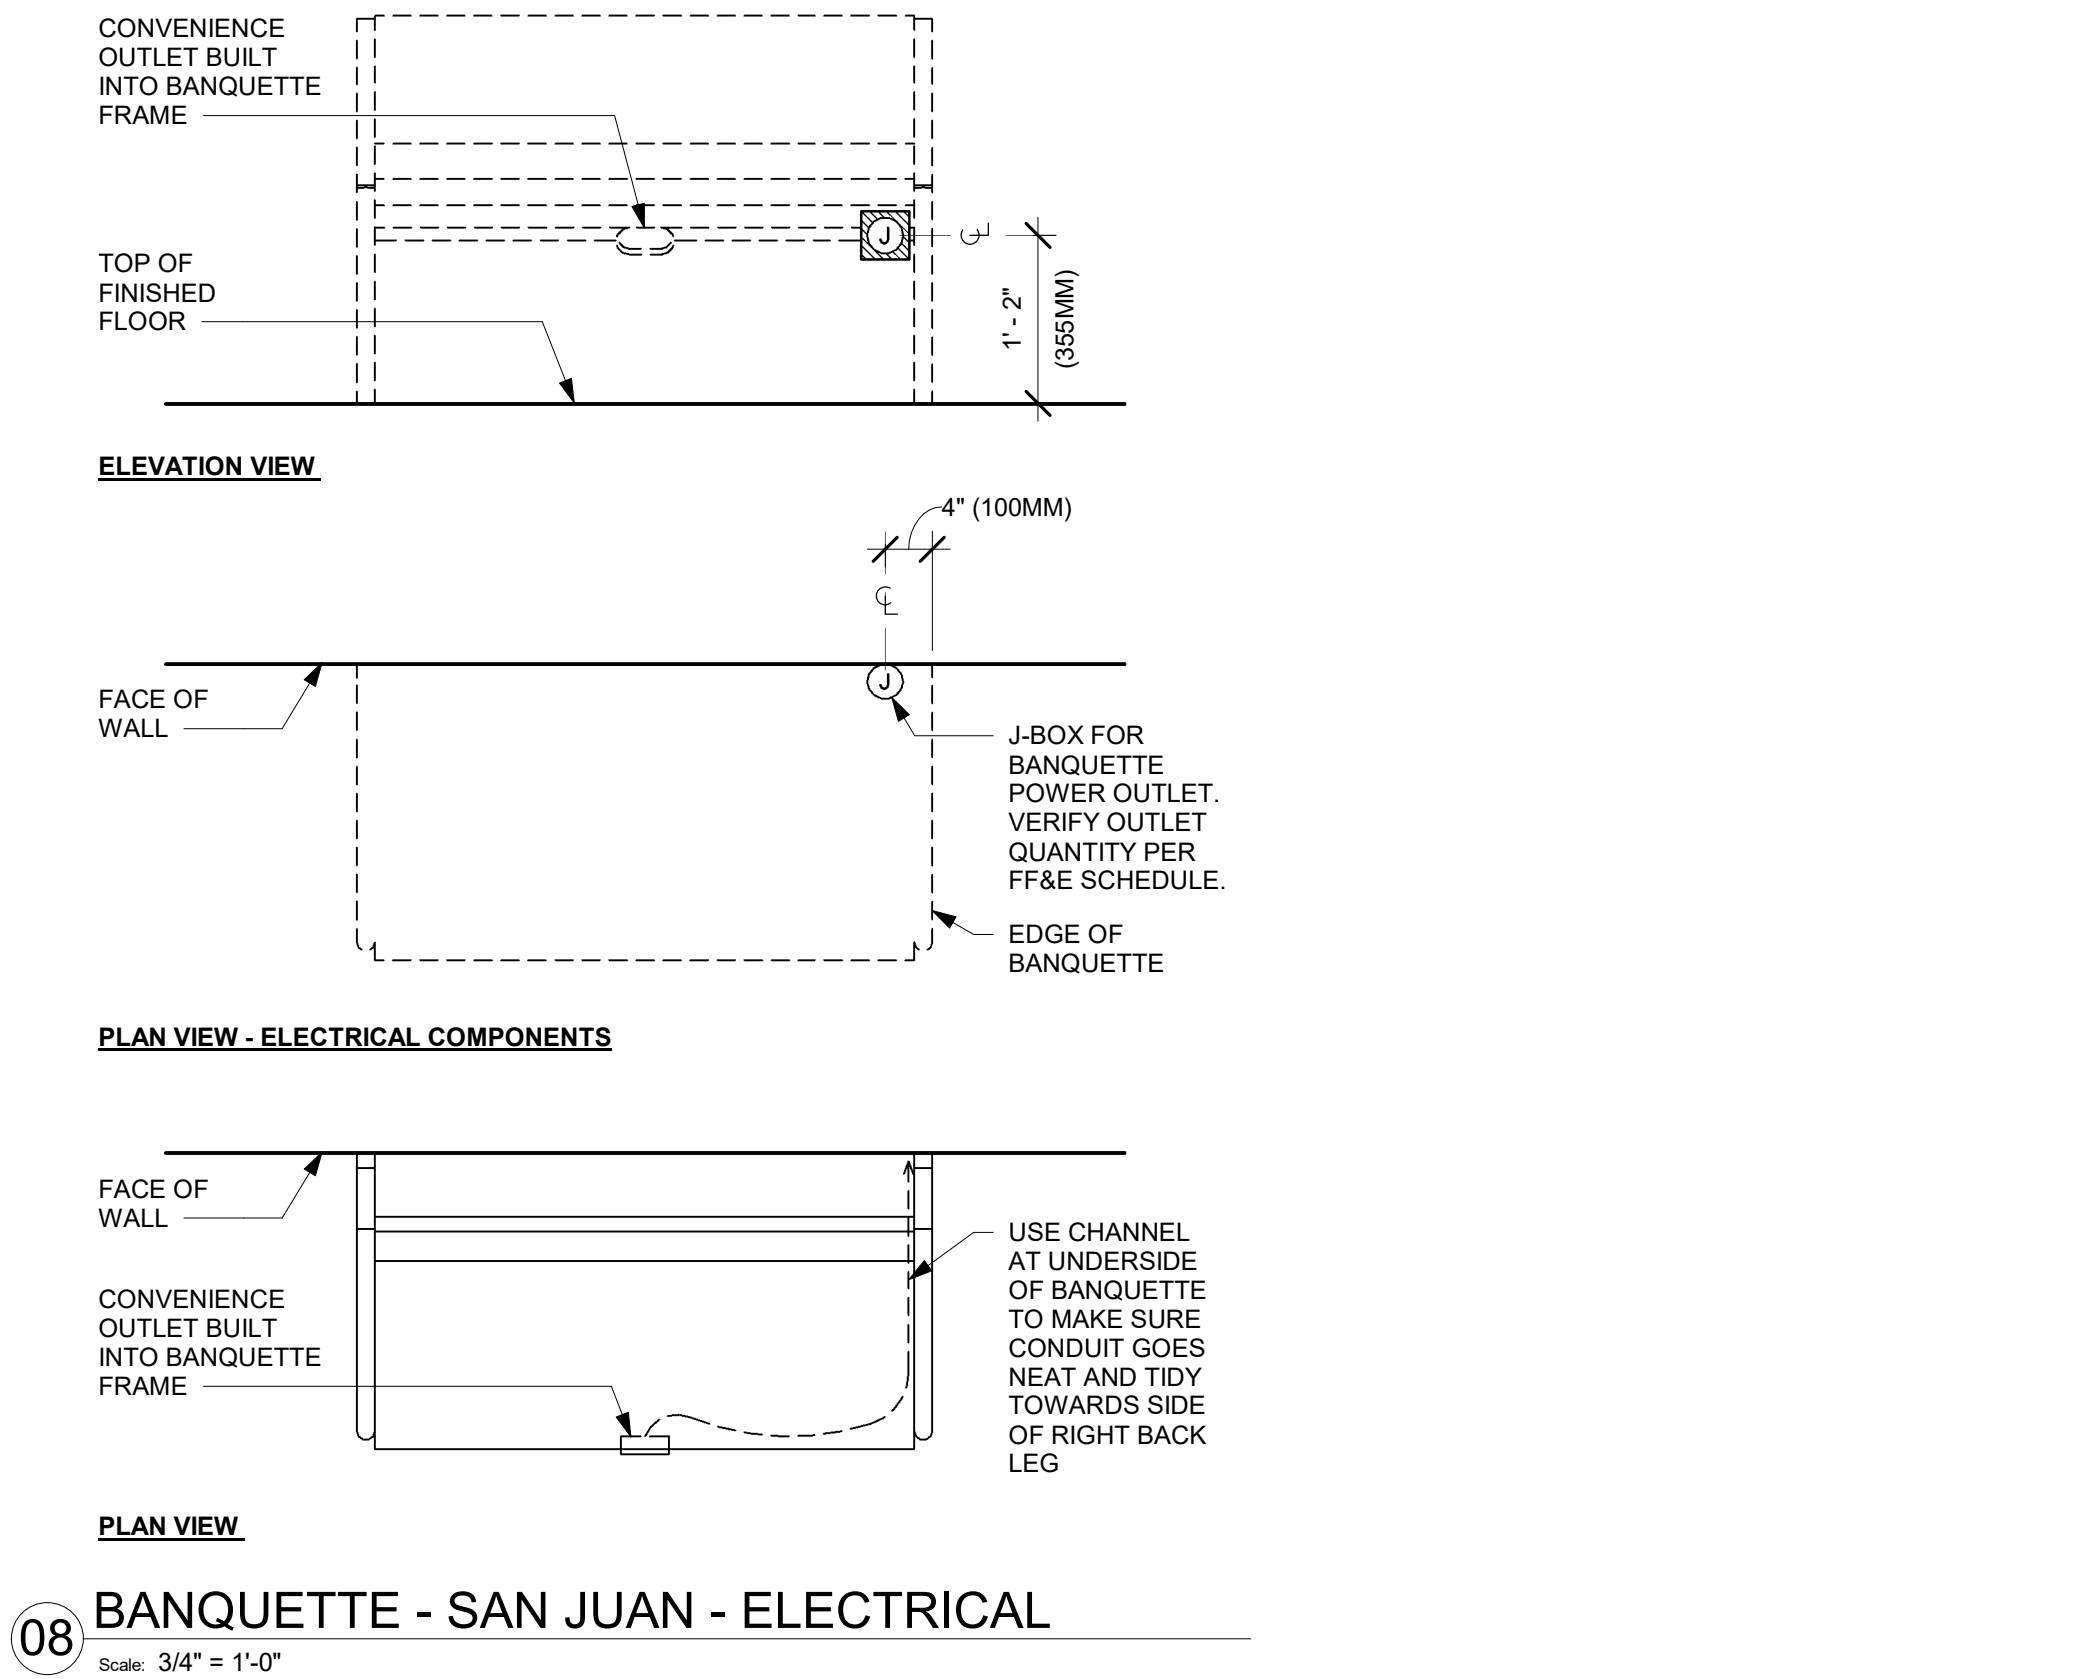 CONVENIENCE
OUTLET BUILT
INTO BANQUETTE
FRAME
J
TOP OF
FINISHED
FLOOR
1' - 2"
(355MM)
ELEVATION VIEW
4" (100MM)
J
FACE OF
WALL
J-BOX FOR
BANQUETTE
POWER OUTLET.
VERIFY OUTLET
QUANTITY PER
FF&E SCHEDULE.
EDGE OF
BANQUETTE
PLAN VIEW - ELECTRICAL COMPONENTS
FACE OF
WALL
CONVENIENCE
OUTLET BUILT
INTO BANQUETTE
FRAME
USE CHANNEL
AT UNDERSIDE
OF BANQUETTE
TO MAKE SURE
CONDUIT GOES
NEAT AND TIDY
TOWARDS SIDE
OF RIGHT BACK
LEG
PLAN VIEW
08 BANQUETTE - SAN JUAN - ELECTRICAL
Scale: 3/4" = 1'-0"